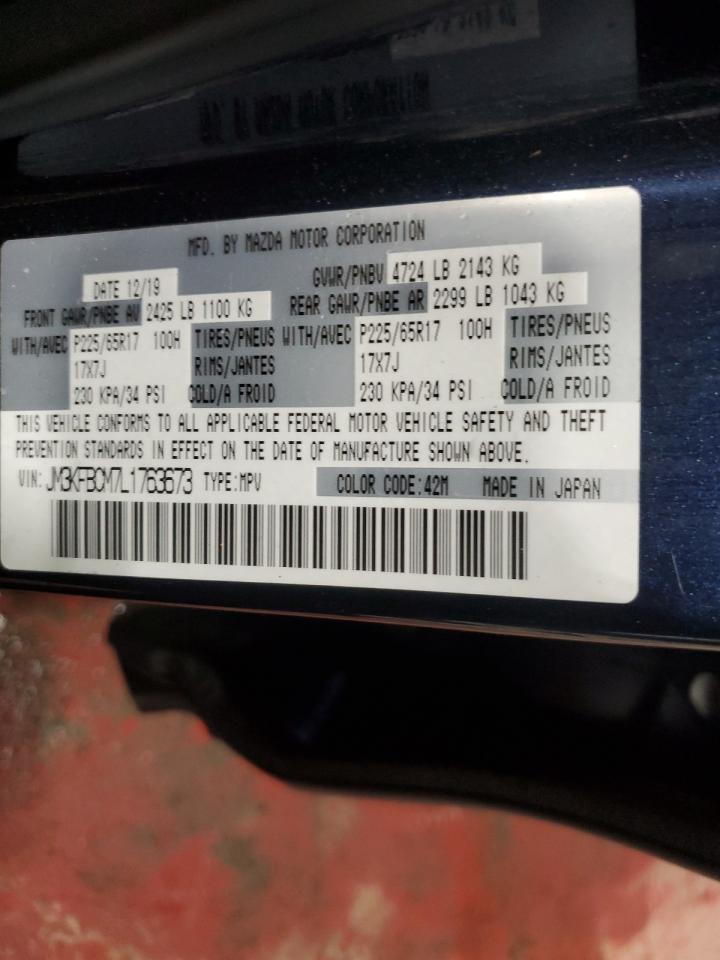 MFD. BY MAZDA MOTOR CORPORATION
DATE 12/19 GVWR/PNBV 4724 LB 2143 KG
FRONT GAWR/PNBE AV 2425 LB 1100 KG REAR GAWR/PNBE AR 2299 LB 1043 KG
WITH/AVEC P225/65R17 100H TIRES/PNEUS WITH/AVEC P225/65R17 100H TIRES/PNEUS
17X7J RIMS/JANTES 17X7J RIMS/JANTES
230 KPA/34 PSI COLD/A FROID 230 KPA/34 PSI COLD/A FROID
THIS VEHICLE CONFORMS TO ALL APPLICABLE FEDERAL MOTOR VEHICLE SAFETY AND THEFT
PREVENTION STANDARDS IN EFFECT ON THE DATE OF MANUFACTURE SHOWN ABOVE.
VIN: JM3KFBCM7L1763673 TYPE:MPV COLOR CODE:42M MADE IN JAPAN